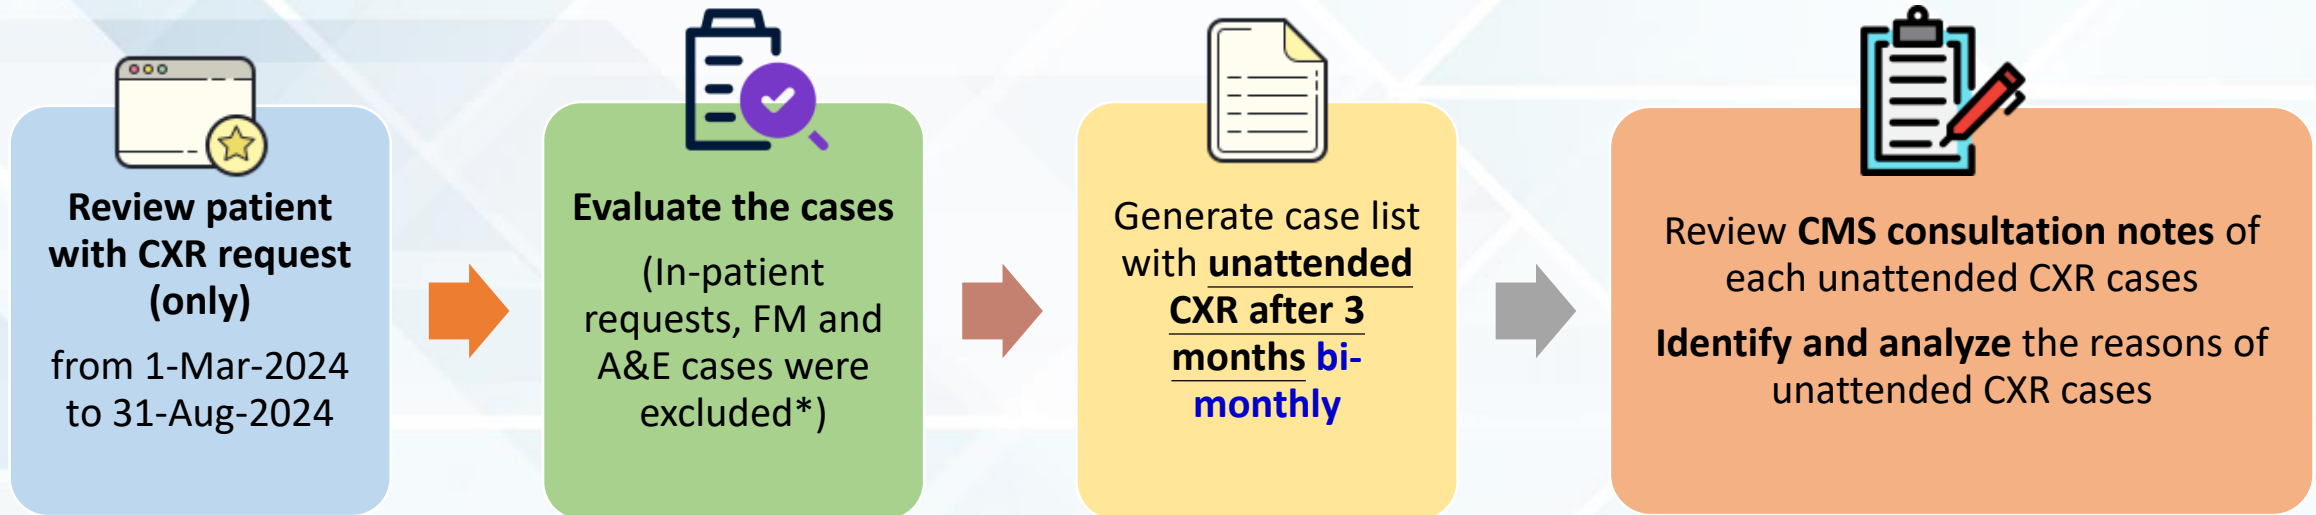 Review patient
with CXR request
(only)
from 1-Mar-2024
to 31-Aug-2024
Evaluate the cases
(In-patient
requests, FM and
A&E cases were
excluded*)
Generate case list
with unattended
CXR after 3
months bi-
monthly
Review CMS consultation notes of
each unattended CXR cases
Identify and analyze the reasons of
unattended CXR cases